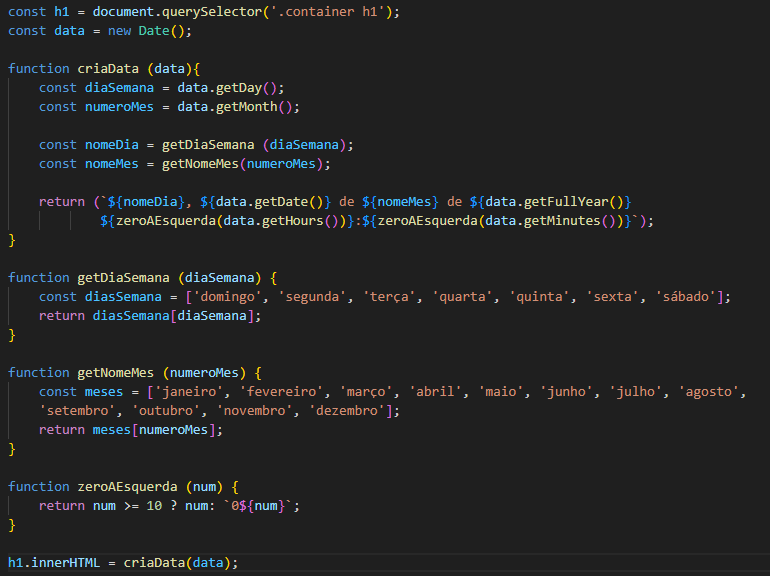 const h1 = document.querySelector('.container h1');
const data = new Date();
function criaData (data){
const diaSemana = data.getDay();
const numeroMes = data.getMonth();
const nomeDia = getDiaSemana (diaSemana);
const nomeMes = getNomeMes(numeroMes);
return (`${nomeDia}, ${data.getDate()} de ${nomeMes} de ${data.getFullYear()}
${zeroAEsquerda(data.getHours())}:${zeroAEsquerda(data.getMinutes())}`);
}
function getDiaSemana (diaSemana) {
const diasSemana = ['domingo', 'segunda', 'terça', 'quarta', 'quinta', 'sexta', 'sábado'];
return diasSemana[diaSemana];
}
function getNomeMes (numeroMes) {
const meses = ['janeiro', 'fevereiro', 'março', 'abril', 'maio', 'junho', 'julho', 'agosto',
'setembro', 'outubro', 'novembro', 'dezembro'];
return meses[numeroMes];
}
function zeroAEsquerda (num) {
return num >= 10 ? num: `0${num}`;
}
h1.innerHTML = criaData(data);